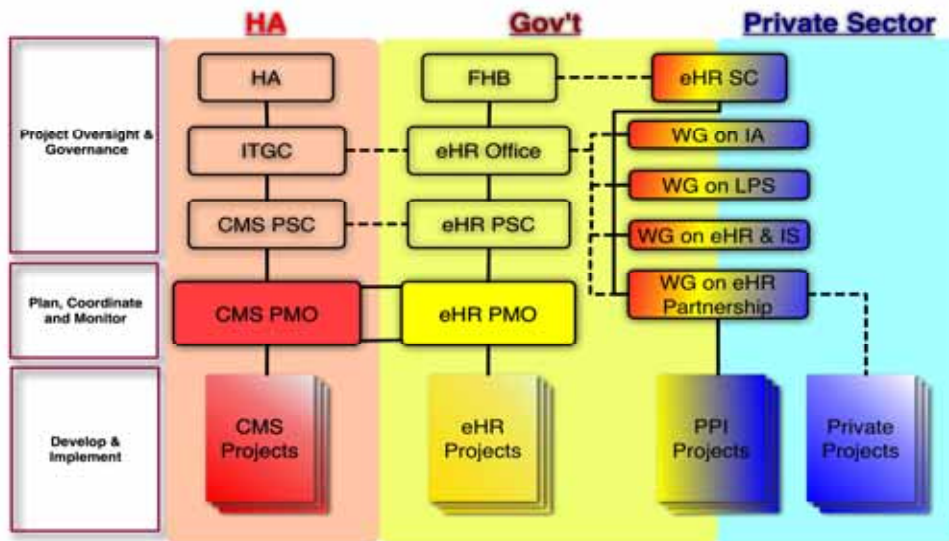 HA
Gov't
Private Sector
Project Oversight &
Governance
HA
FHB
eHR SC
ITGC
eHR Office
WG on IA
WG on LPS
CMS PSC
eHR PSC
WG on eHR & IS
Plan, Coordinate
and Monitor
CMS PMO
eHR PMO
WG on eHR
Partnership
Develop &
Implement
CMS
Projects
eHR
Projects
PPI
Projects
Private
Projects